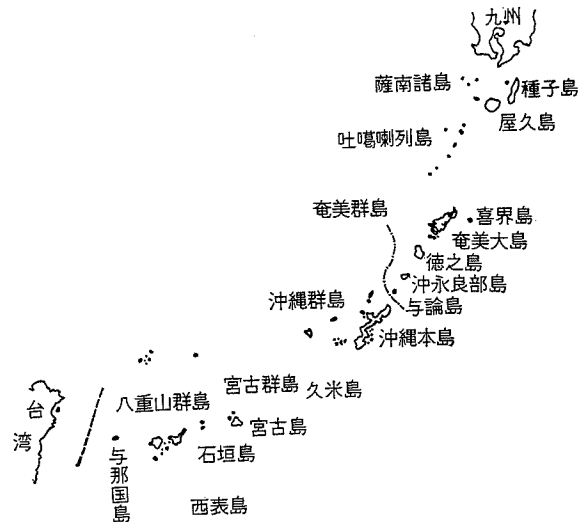 九州
薩南諸島
種子島
屋久島
吐噶喇列島
奄美群島
喜界島
奄美大島
徳之島
沖永良部島
与論島
沖縄群島
沖縄本島
宮古群島
久米島
八重山群島
台湾
宮古島
石垣島
与那国島
西表島